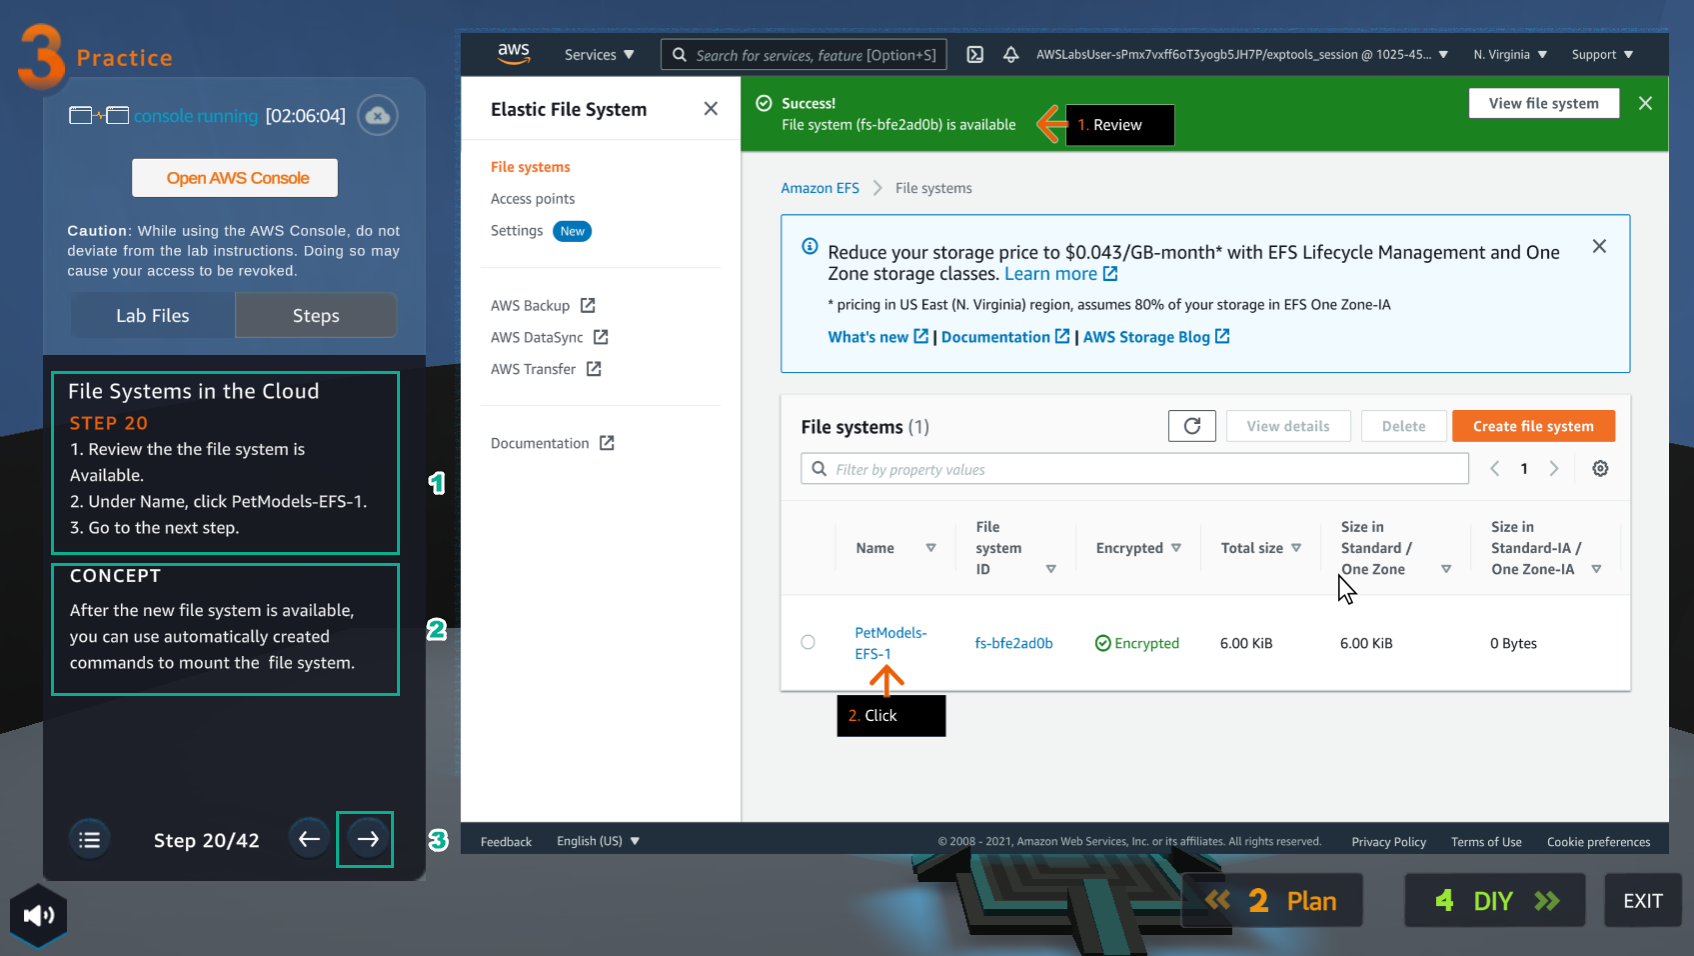 3 Practice
console running [02:06:04]
Open AWS Console
Caution: While using the AWS Console, do not
deviate from the lab instructions. Doing so may
cause your access to be revoked.
Lab Files
Steps
File Systems in the Cloud
STEP 20
1. Review the the file system is
Available.
2. Under Name, click PetModels-EFS-1.
3. Go to the next step.
1
CONCEPT
After the new file system is available,
you can use automatically created
commands to mount the file system.
2
Step 20/42
3
aws
Services
Search for services, feature [Option+S]
AWSLabsUser-sPmx7vxff6oT3yogb5JH7P/exptools_session @ 1025-45...
N. Virginia
Support
Elastic File System
File systems
Access points
Settings New
AWS Backup
AWS DataSync
AWS Transfer
Documentation
Success!
File system (fs-bfe2ad0b) is available
1. Review
View file system
Amazon EFS
File systems
Reduce your storage price to $0.043/GB-month* with EFS Lifecycle Management and One
Zone storage classes. Learn more
* pricing in US East (N. Virginia) region, assumes 80% of your storage in EFS One Zone-IA
What's new | Documentation | AWS Storage Blog
File systems (1)
View details
Delete
Create file system
Filter by property values
1
Name
File
system
ID
Encrypted
Total size
Size in
Standard /
One Zone
Size in
Standard-IA /
One Zone-IA
PetModels-
EFS-1
fs-bfe2ad0b
Encrypted
6.00 KiB
6.00 KiB
0 Bytes
2. Click
Feedback
English (US)
© 2008 - 2021, Amazon Web Services, Inc. or its affiliates. All rights reserved.
Privacy Policy
Terms of Use
Cookie preferences
2 Plan
4 DIY
EXIT